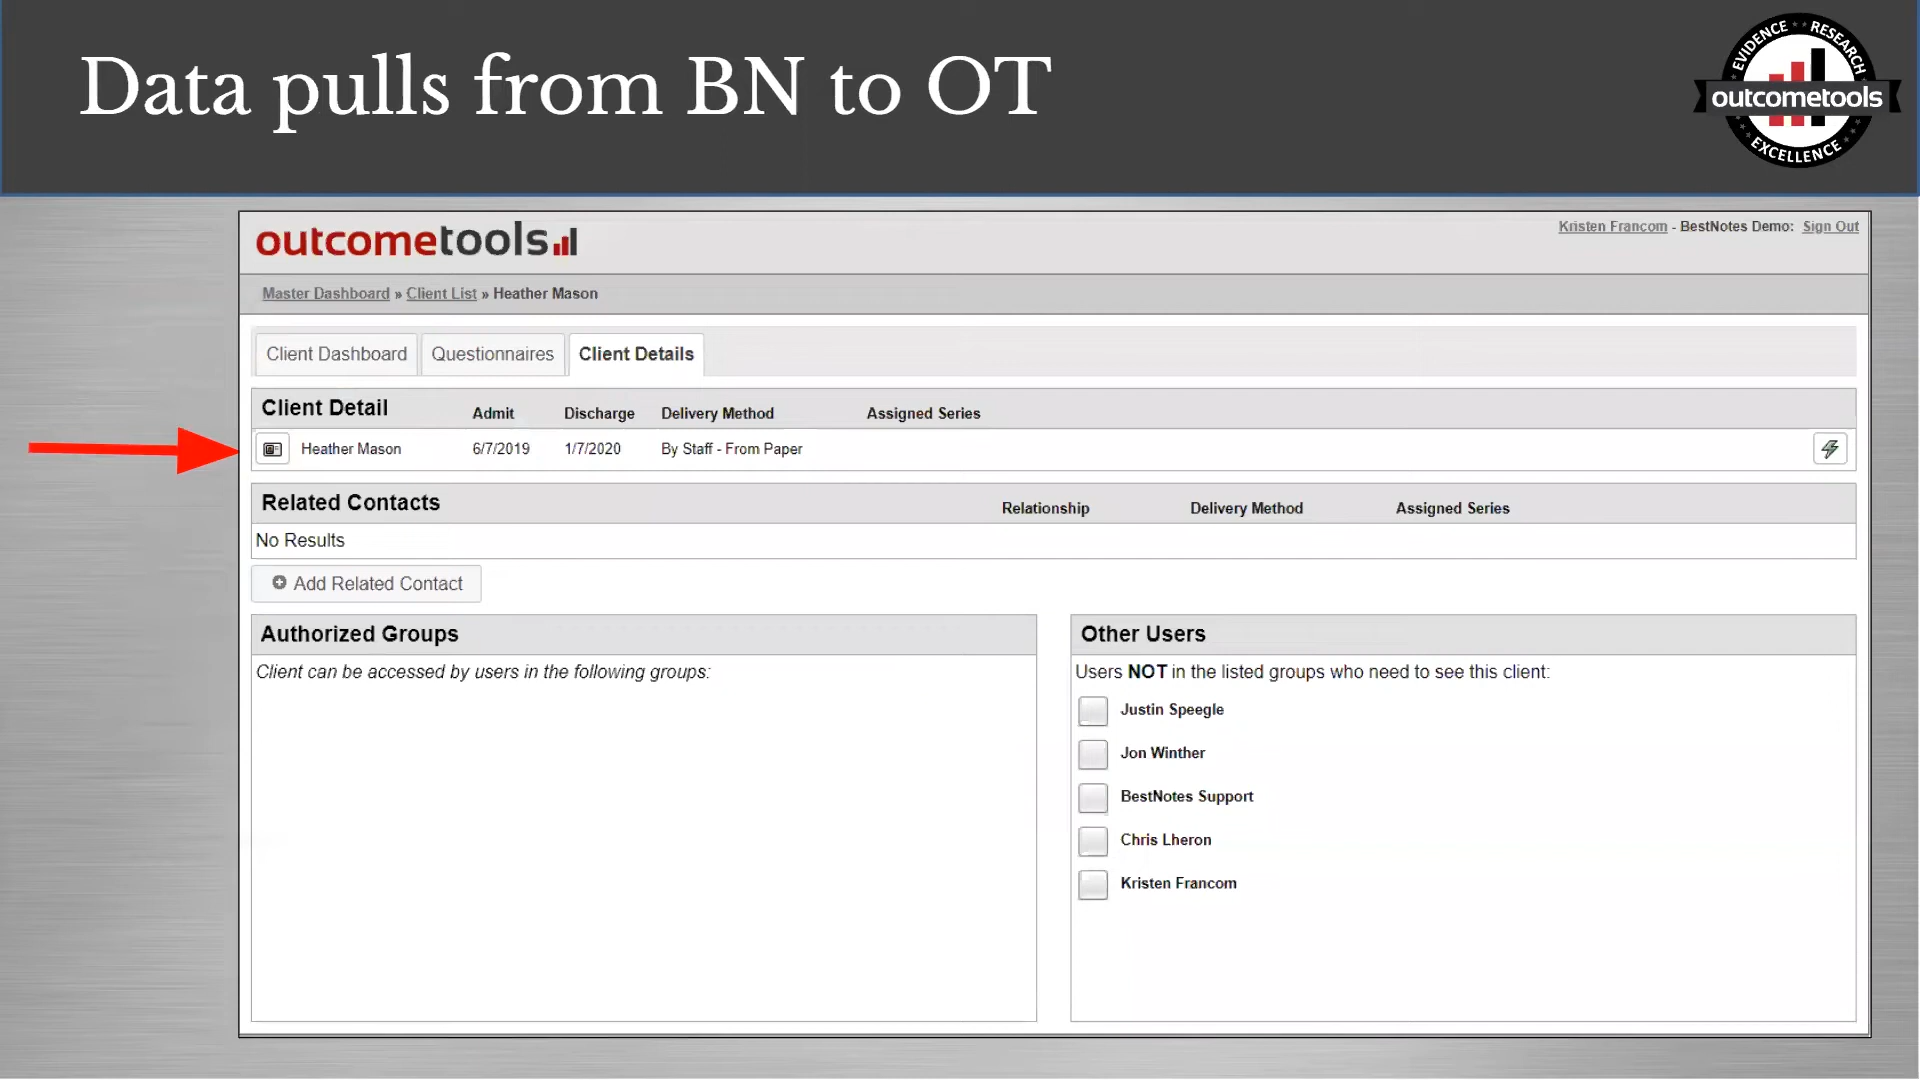 Data pulls from BN to OT
EVIDENCE RESEARCH
outcometools
EXCELLENCE
outcometools
Kristen Francom - BestNotes Demo: Sign Out
Master Dashboard » Client List » Heather Mason
Client Dashboard Questionnaires Client Details
Client Detail Admit Discharge Delivery Method Assigned Series
Heather Mason 6/7/2019 1/7/2020 By Staff - From Paper
Related Contacts Relationship Delivery Method Assigned Series
No Results
Add Related Contact
Authorized Groups
Client can be accessed by users in the following groups:
Other Users
Users NOT in the listed groups who need to see this client:
Justin Speegle
Jon Winther
BestNotes Support
Chris Lheron
Kristen Francom